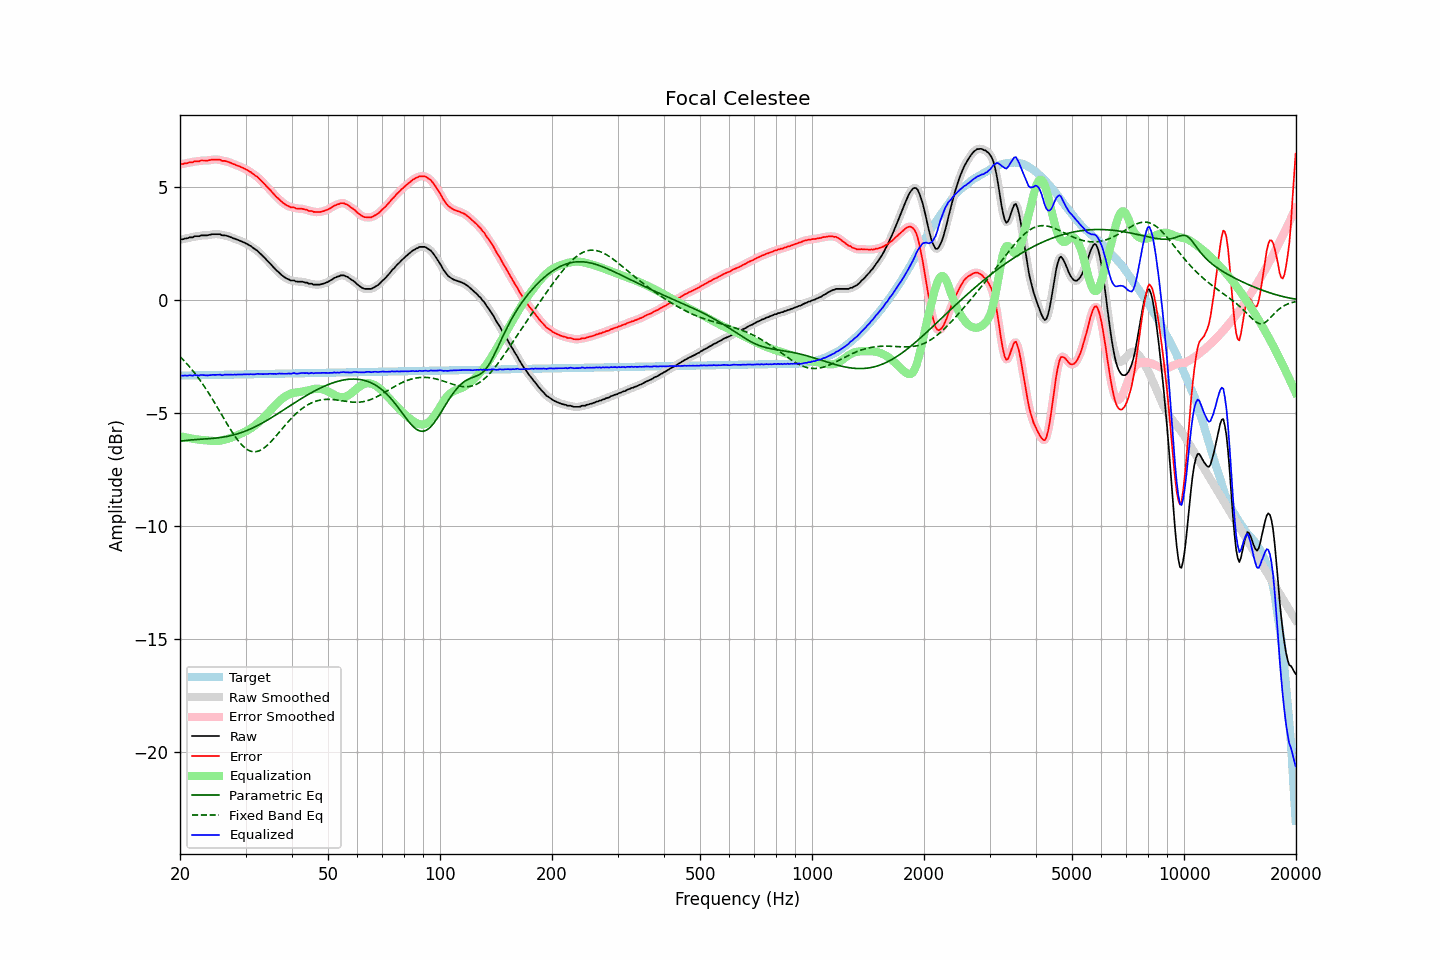 Focal Celestee
Amplitude (dBr)
5
0
−5
−10
−15
−20
Target
Raw Smoothed
Error Smoothed
Raw
Error
Equalization
Parametric Eq
Fixed Band Eq
Equalized
20 50 100 200 500 1000 2000 5000 10000 20000
Frequency (Hz)